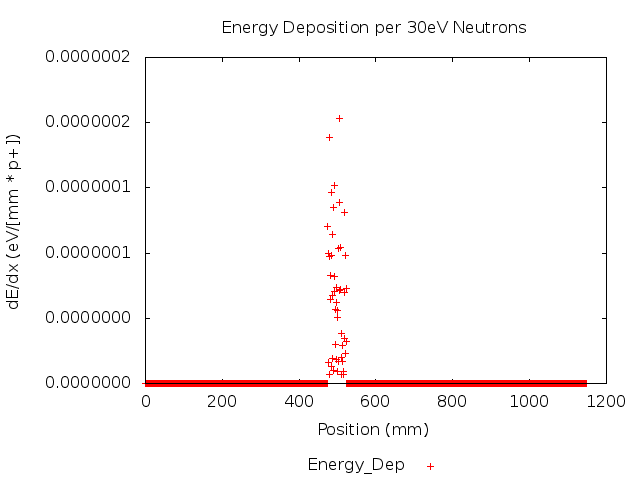 Energy Deposition per 30eV Neutrons
0.0000002
0.0000002
0.0000001
0.0000001
0.0000000
0.0000000
dE/dx (eV/[mm * p+])
0 200 400 600 800 1000 1200
Position (mm)
Energy_Dep